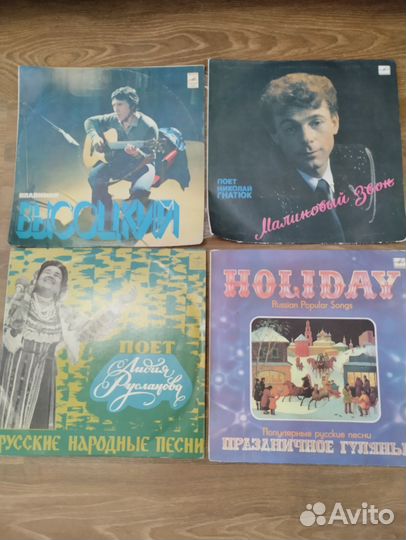 ВЛАДИМИР
ВЫСОЦКИЙ
ПОЕТ
НИКОЛАЙ
ГНАТЮК
Малиновый Звон
ПОЕТ
Лидия
Русланова
РУССКИЕ НАРОДНЫЕ ПЕСНИ
HOLIDAY
Russian Popular Songs
Популярные русские песни
ПРАЗДНИЧНОЕ ГУЛЯНЬЕ
Avito